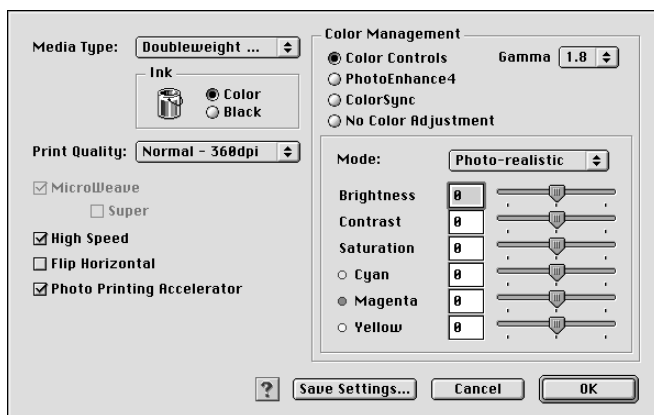 Media Type: Doubleweight ...
Ink
Color
Black
Print Quality: Normal - 360dpi
MicroWeave
Super
High Speed
Flip Horizontal
Photo Printing Accelerator
Color Management
Color Controls
Gamma 1.8
PhotoEnhance4
ColorSync
No Color Adjustment
Mode: Photo-realistic
Brightness 0
Contrast 0
Saturation 0
Cyan 0
Magenta 0
Yellow 0
? Save Settings... Cancel OK